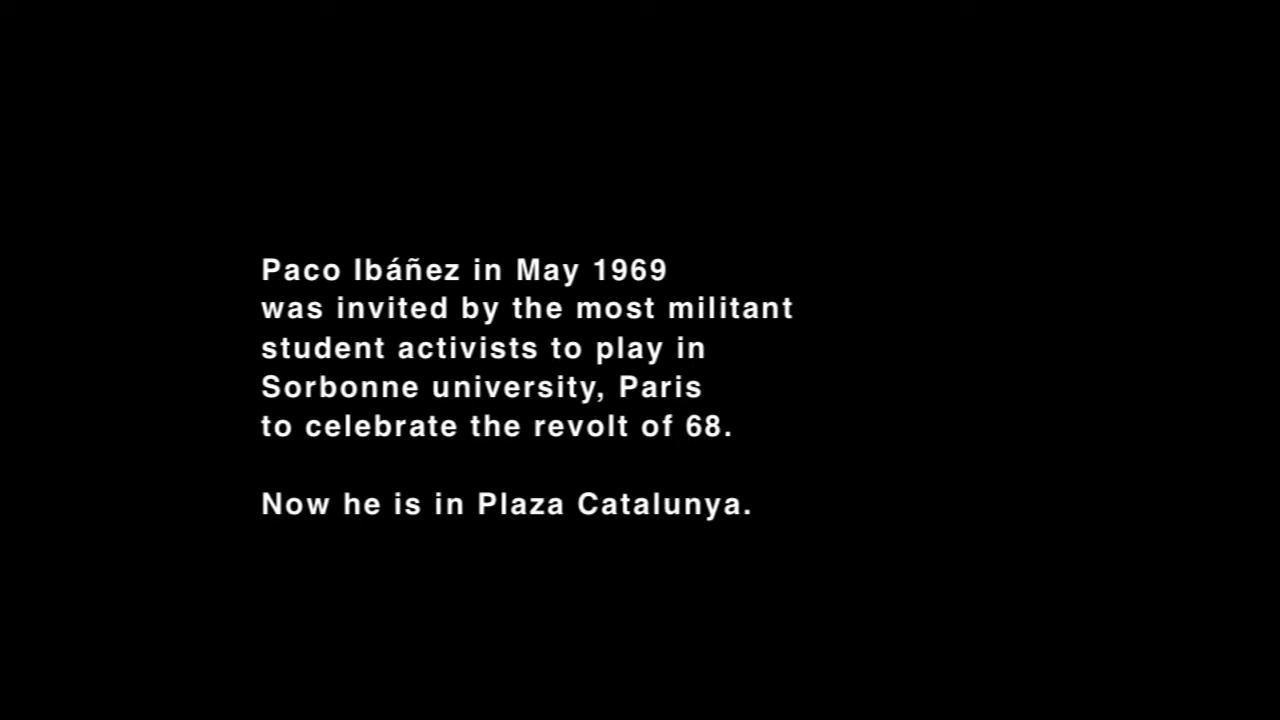 Paco Ibáñez in May 1969
was invited by the most militant
student activists to play in
Sorbonne university, Paris
to celebrate the revolt of 68.
Now he is in Plaza Catalunya.